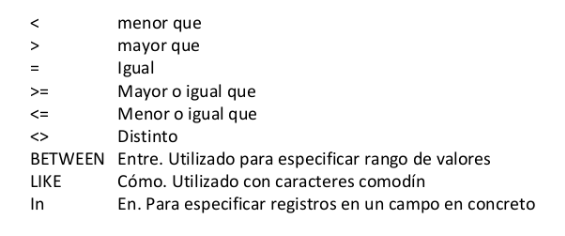 < menor que
> mayor que
= Igual
>= Mayor o igual que
<= Menor o igual que
<> Distinto
BETWEEN Entre. Utilizado para especificar rango de valores
LIKE Cómo. Utilizado con caracteres comodín
In En. Para especificar registros en un campo en concreto